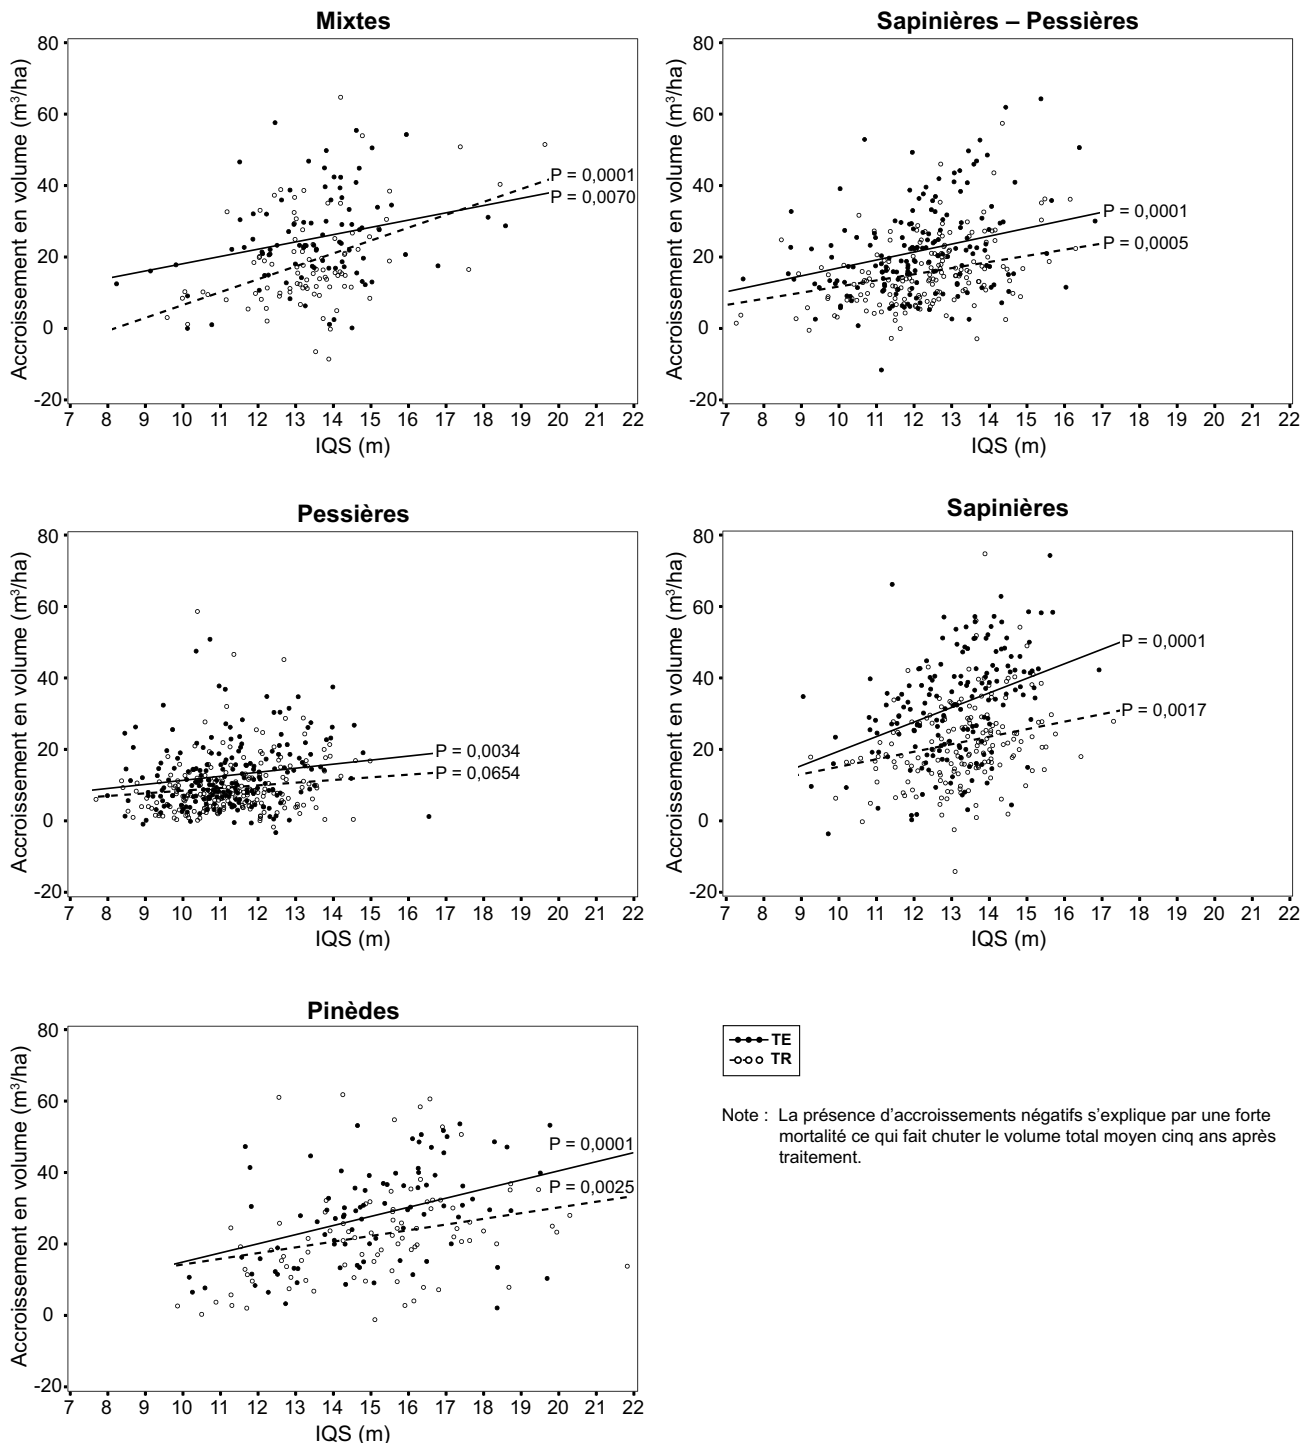 Mixtes
Accroissement en volume (m³/ha)
80
60
40
20
0
-20
P = 0,0001
P = 0,0070
7 8 9 10 11 12 13 14 15 16 17 18 19 20 21 22
IQS (m)
Sapinières – Pessières
Accroissement en volume (m³/ha)
80
60
40
20
0
-20
P = 0,0001
P = 0,0005
7 8 9 10 11 12 13 14 15 16 17 18 19 20 21 22
IQS (m)
Pessières
Accroissement en volume (m³/ha)
80
60
40
20
0
-20
P = 0,0034
P = 0,0654
7 8 9 10 11 12 13 14 15 16 17 18 19 20 21 22
IQS (m)
Sapinières
Accroissement en volume (m³/ha)
80
60
40
20
0
-20
P = 0,0001
P = 0,0017
7 8 9 10 11 12 13 14 15 16 17 18 19 20 21 22
IQS (m)
Pinèdes
Accroissement en volume (m³/ha)
80
60
40
20
0
-20
P = 0,0001
P = 0,0025
7 8 9 10 11 12 13 14 15 16 17 18 19 20 21 22
IQS (m)
TE
TR
Note : La présence d’accroissements négatifs s’explique par une forte
mortalité ce qui fait chuter le volume total moyen cinq ans après
traitement.